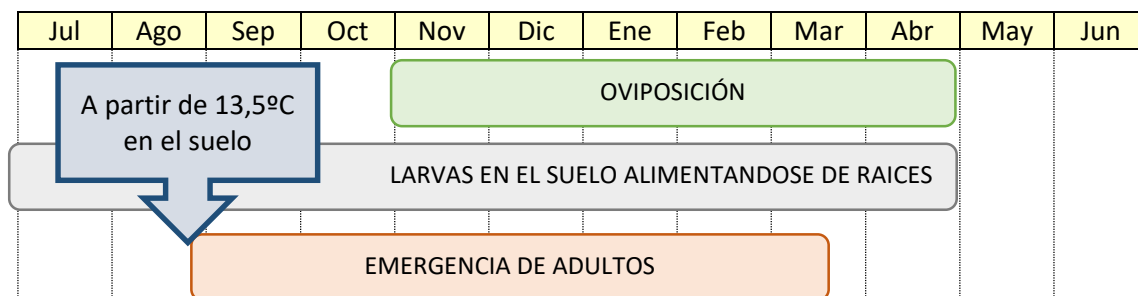 Jul Ago Sep Oct Nov Dic Ene Feb Mar Abr May Jun
OVIPOSICIÓN
A partir de 13,5ºC
en el suelo
LARVAS EN EL SUELO ALIMENTANDOSE DE RAICES
EMERGENCIA DE ADULTOS